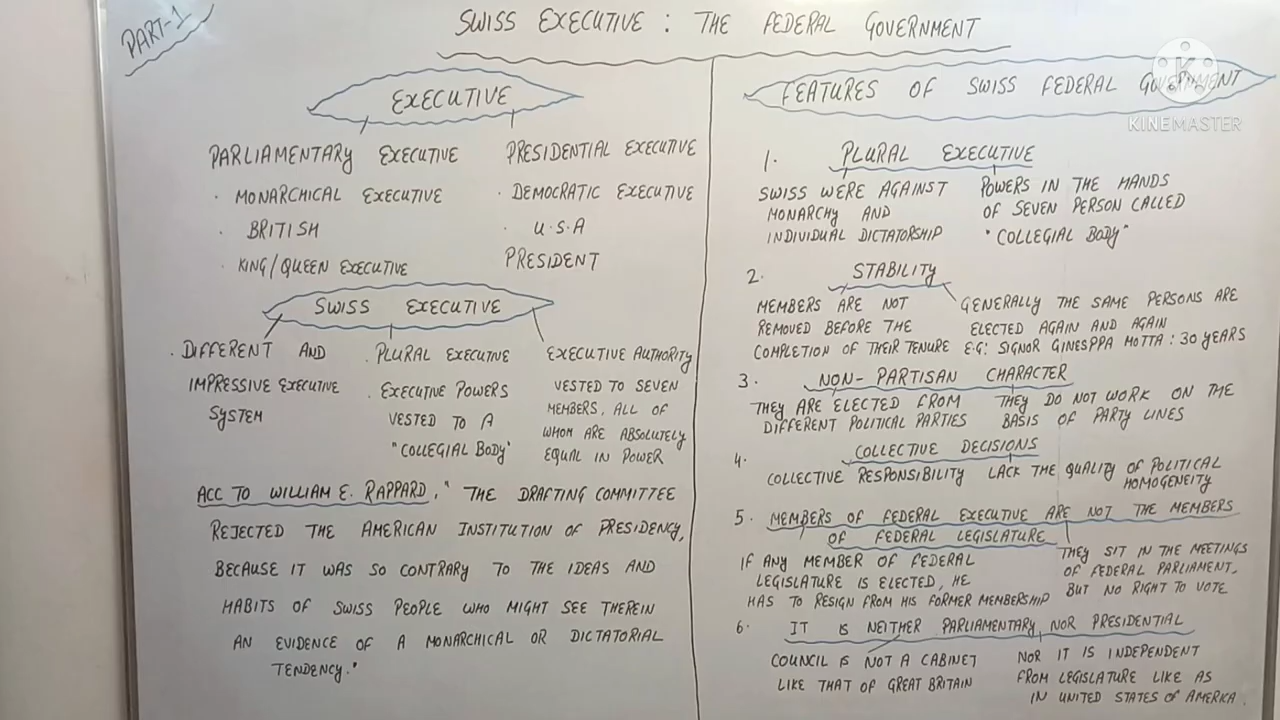 PART-1
SWISS EXECUTIVE : THE FEDERAL GOVERNMENT
EXECUTIVE
PARLIAMENTARY EXECUTIVE
· MONARCHICAL EXECUTIVE
· BRITISH
· KING/QUEEN EXECUTIVE
PRESIDENTIAL EXECUTIVE
· DEMOCRATIC EXECUTIVE
· U.S.A
PRESIDENT
SWISS EXECUTIVE
· DIFFERENT AND
IMPRESSIVE EXECUTIVE
SYSTEM
· PLURAL EXECUTIVE
EXECUTIVE POWERS
VESTED TO A
"COLLEGIAL BODY"
EXECUTIVE AUTHORITY
VESTED TO SEVEN
MEMBERS, ALL OF
WHOM ARE ABSOLUTELY
EQUAL IN POWER
ACC TO WILLIAM E. RAPPARD, "THE DRAFTING COMMITTEE
REJECTED THE AMERICAN INSTITUTION OF PRESIDENCY,
BECAUSE IT WAS SO CONTRARY TO THE IDEAS AND
HABITS OF SWISS PEOPLE WHO MIGHT SEE THEREIN
AN EVIDENCE OF A MONARCHICAL OR DICTATORIAL
TENDENCY."
FEATURES OF SWISS FEDERAL GOVERNMENT
KINEMASTER
1. PLURAL EXECUTIVE
SWISS WERE AGAINST
MONARCHY AND
INDIVIDUAL DICTATORSHIP
POWERS IN THE HANDS
OF SEVEN PERSON CALLED
"COLLEGIAL BODY"
2. STABILITY
MEMBERS ARE NOT
REMOVED BEFORE THE
COMPLETION OF THEIR TENURE
GENERALLY THE SAME PERSONS ARE
ELECTED AGAIN AND AGAIN
E.G: SIGNOR GINESPPA MOTTA : 30 YEARS
3. NON-PARTISAN CHARACTER
THEY ARE ELECTED FROM
DIFFERENT POLITICAL PARTIES
THEY DO NOT WORK ON THE
BASIS OF PARTY LINES
4. COLLECTIVE DECISIONS
COLLECTIVE RESPONSIBILITY
LACK THE QUALITY OF POLITICAL
HOMOGENEITY
5. MEMBERS OF FEDERAL EXECUTIVE ARE NOT THE MEMBERS
OF FEDERAL LEGISLATURE
IF ANY MEMBER OF FEDERAL
LEGISLATURE IS ELECTED, HE
HAS TO RESIGN FROM HIS FORMER MEMBERSHIP
THEY SIT IN THE MEETINGS
OF FEDERAL PARLIAMENT,
BUT NO RIGHT TO VOTE
6. IT IS NEITHER PARLIAMENTARY NOR PRESIDENTIAL
COUNCIL IS NOT A CABINET
LIKE THAT OF GREAT BRITAIN
NOR IT IS INDEPENDENT
FROM LEGISLATURE LIKE AS
IN UNITED STATES OF AMERICA.